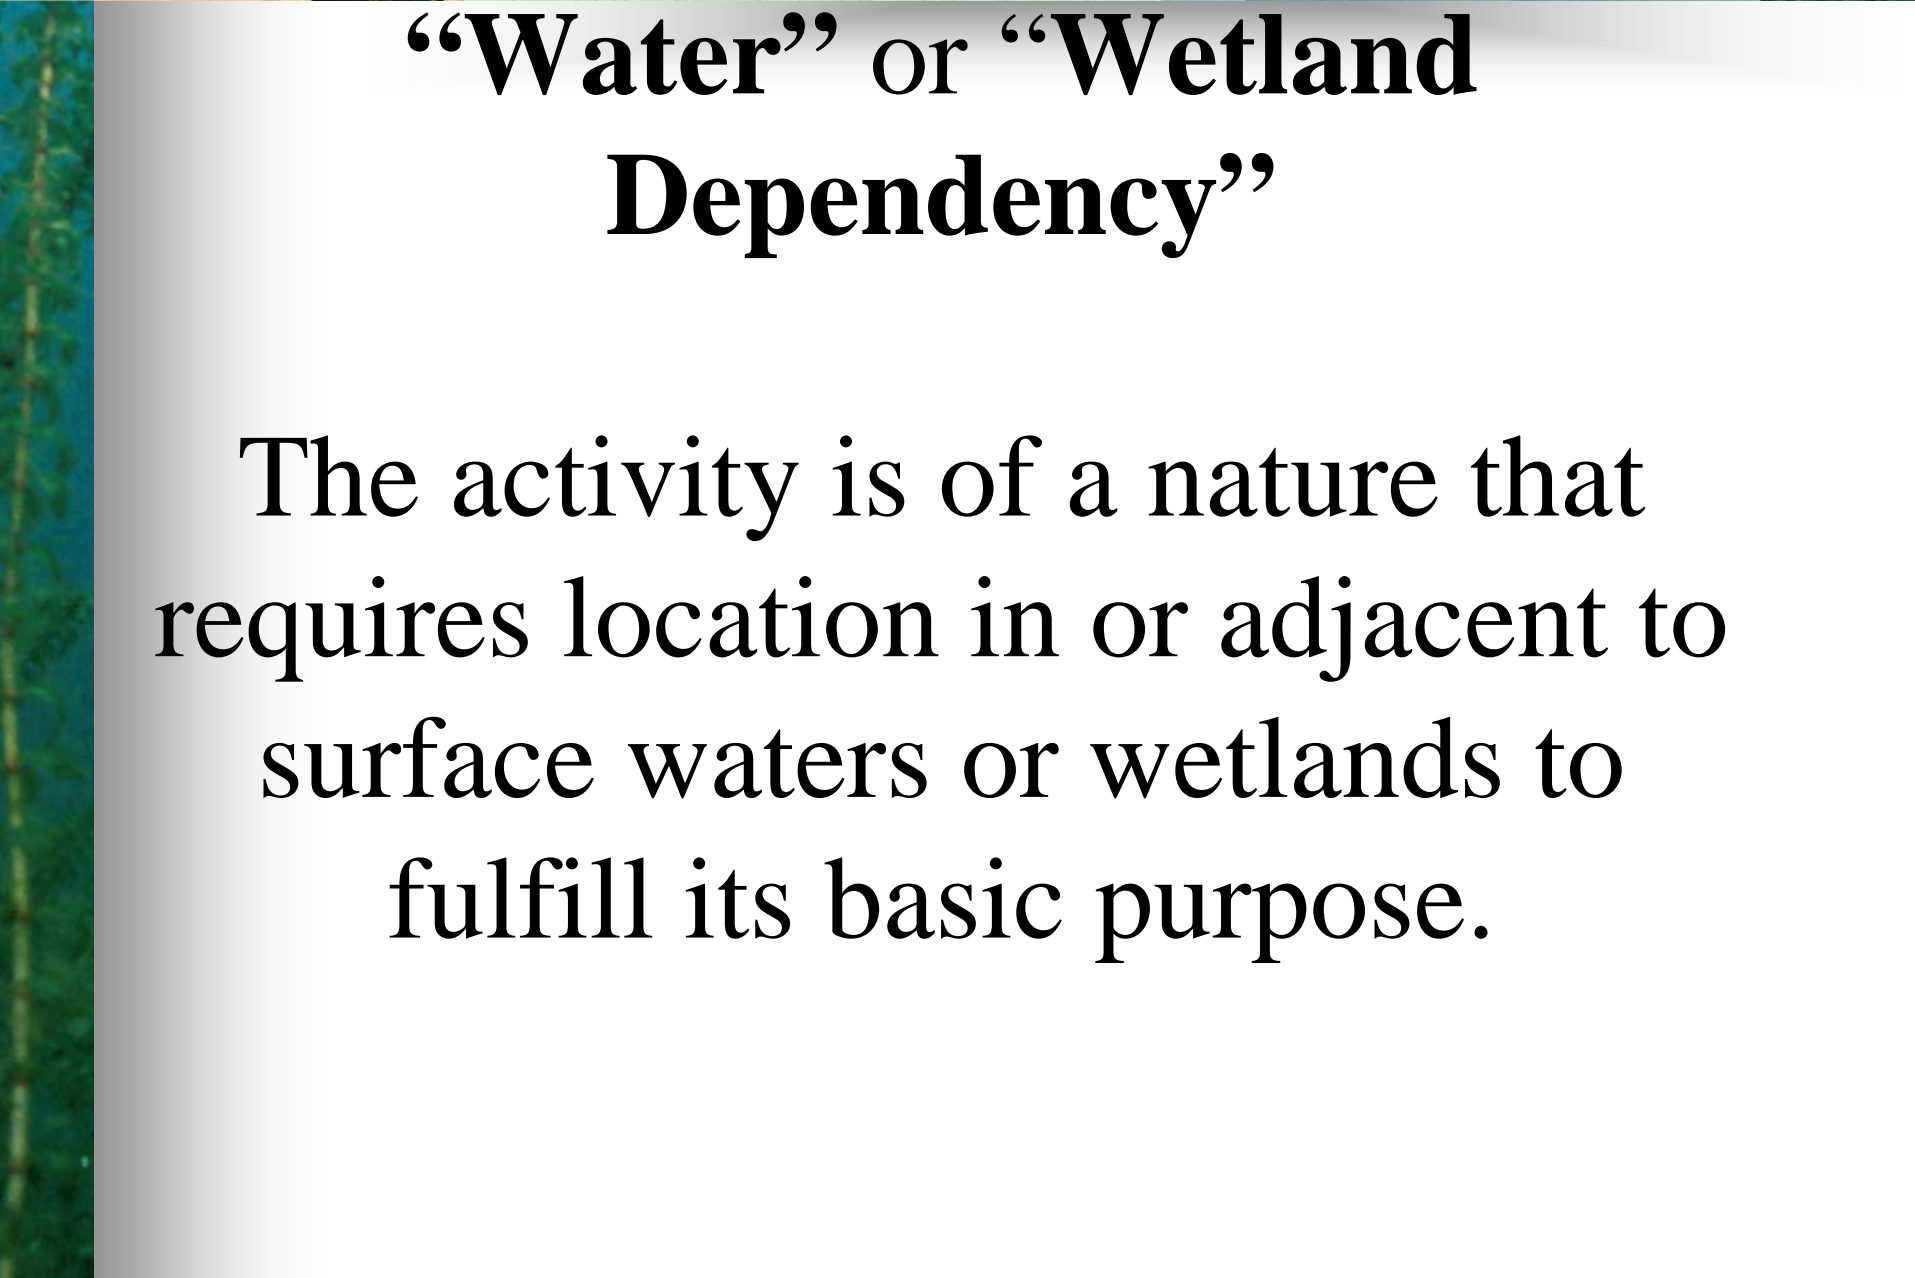 “Water” or “Wetland
Dependency”
The activity is of a nature that
requires location in or adjacent to
surface waters or wetlands to
fulfill its basic purpose.